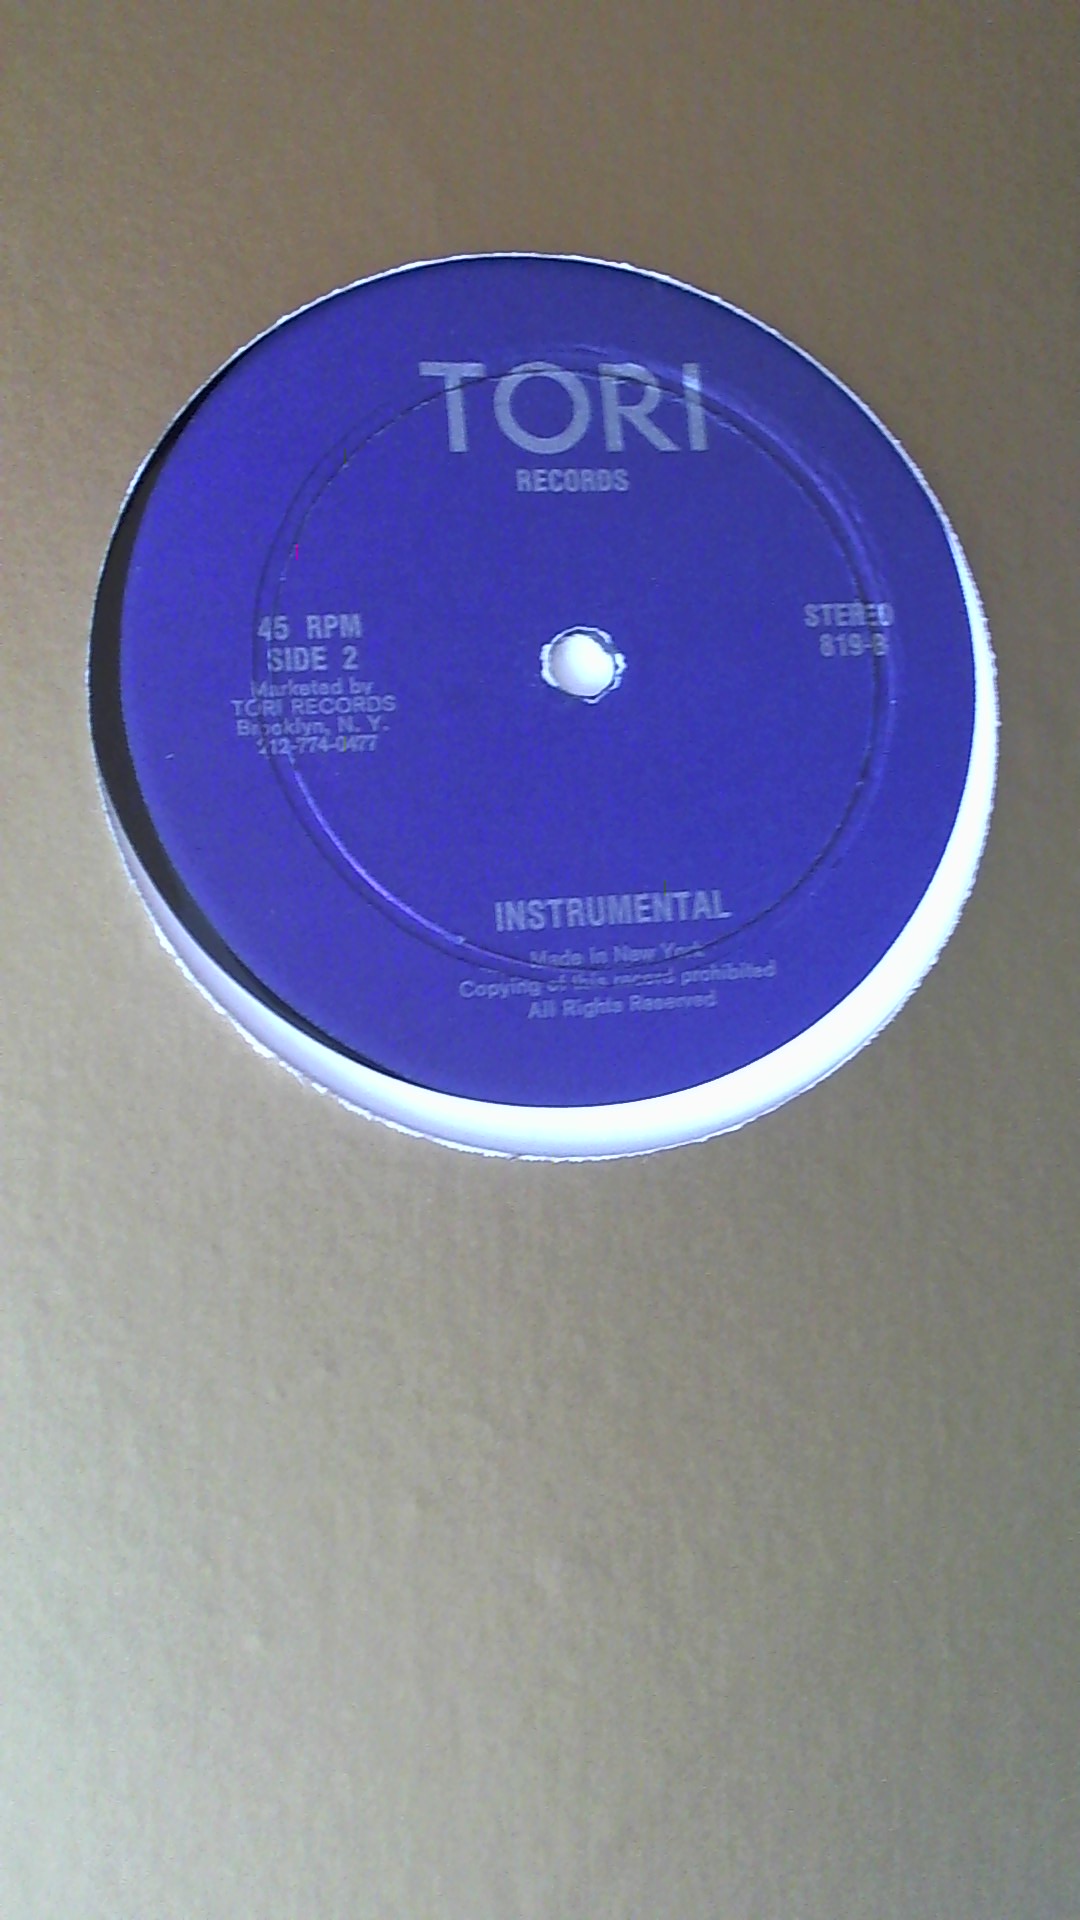 TORI
RECORDS
45 RPM
SIDE 2
Marketed by
TORI RECORDS
Brooklyn, N. Y.
212-774-0477
STEREO
819-B
INSTRUMENTAL
Made In New York
Copying of this record prohibited
All Rights Reserved